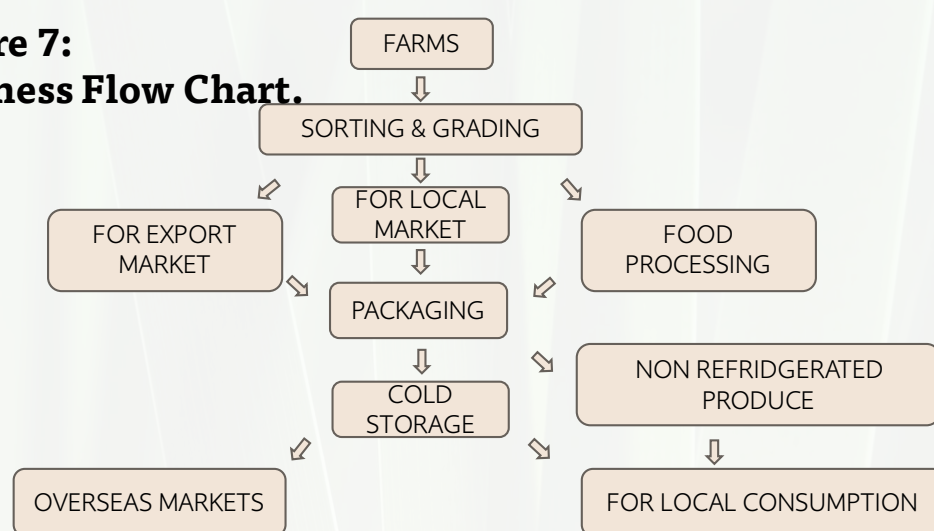 re 7:
ness Flow Chart.
FARMS
SORTING & GRADING
FOR LOCAL
MARKET
FOR EXPORT
MARKET
FOOD
PROCESSING
PACKAGING
NON REFRIDGERATED
PRODUCE
COLD
STORAGE
OVERSEAS MARKETS
FOR LOCAL CONSUMPTION